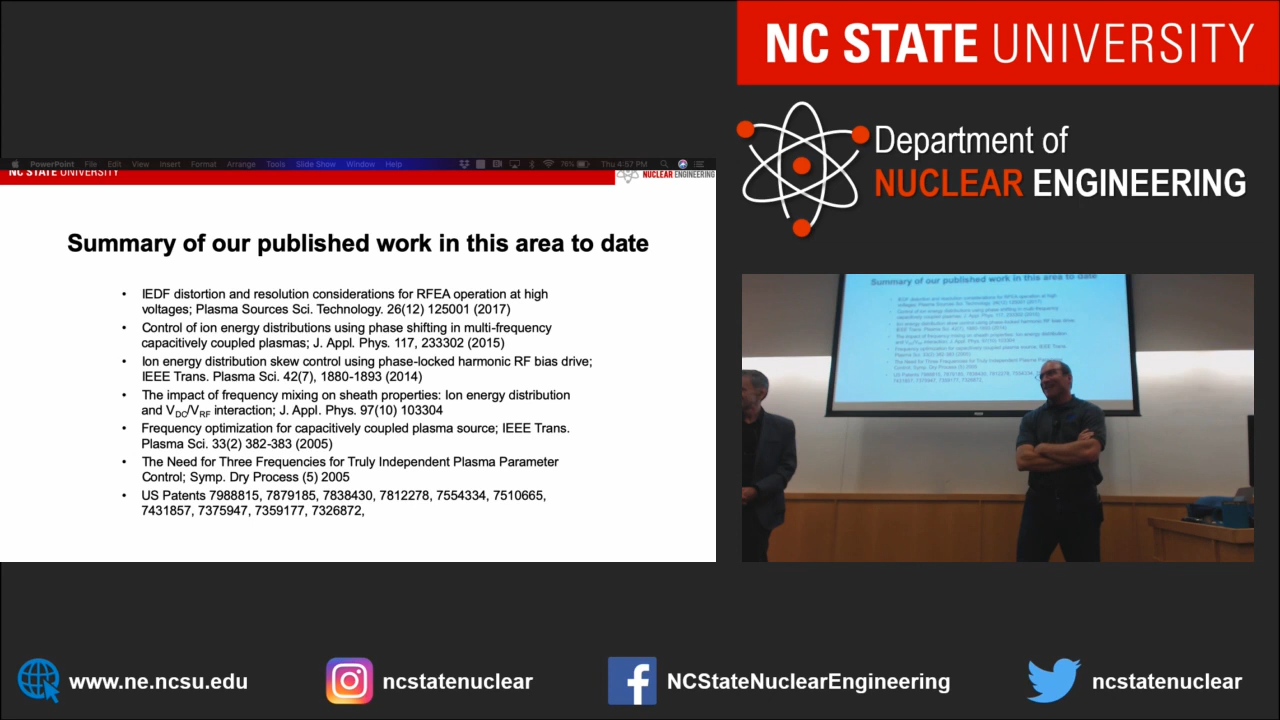 NC STATE UNIVERSITY
Department of
NUCLEAR ENGINEERING
PowerPoint File Edit View Insert Format Arrange Tools Slide Show Window Help 76% Thu 4:57 PM
NC STATE UNIVERSITY
NUCLEAR ENGINEERING
Summary of our published work in this area to date
• IEDF distortion and resolution considerations for RFEA operation at high
voltages; Plasma Sources Sci. Technology. 26(12) 125001 (2017)
• Control of ion energy distributions using phase shifting in multi-frequency
capacitively coupled plasmas; J. Appl. Phys. 117, 233302 (2015)
• Ion energy distribution skew control using phase-locked harmonic RF bias drive;
IEEE Trans. Plasma Sci. 42(7), 1880-1893 (2014)
• The impact of frequency mixing on sheath properties: Ion energy distribution
and VDC/VRF interaction; J. Appl. Phys. 97(10) 103304
• Frequency optimization for capacitively coupled plasma source; IEEE Trans.
Plasma Sci. 33(2) 382-383 (2005)
• The Need for Three Frequencies for Truly Independent Plasma Parameter
Control; Symp. Dry Process (5) 2005
• US Patents 7988815, 7879185, 7838430, 7812278, 7554334, 7510665,
7431857, 7375947, 7359177, 7326872,
Summary of our published work in this area to date
www.ne.ncsu.edu
ncstatenuclear
NCStateNuclearEngineering
ncstatenuclear